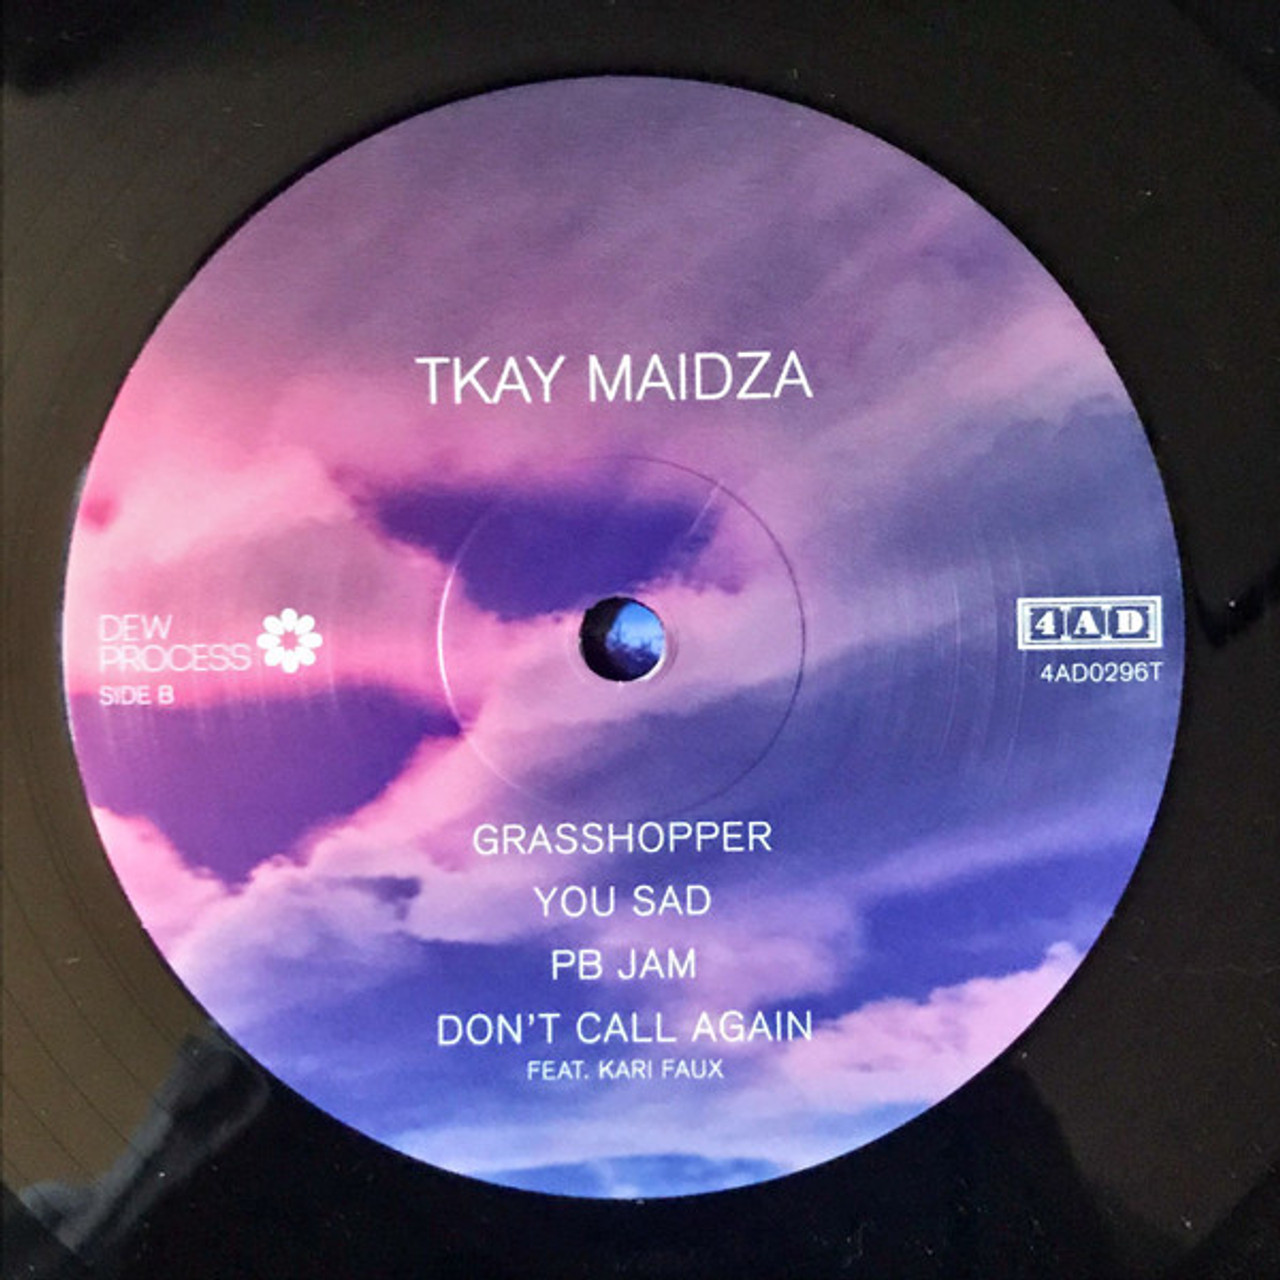 TKAY MAIDZA
DEW
PROCESS
SIDE B
4AD
4AD0296T
GRASSHOPPER
YOU SAD
PB JAM
DON'T CALL AGAIN
FEAT. KARI FAUX